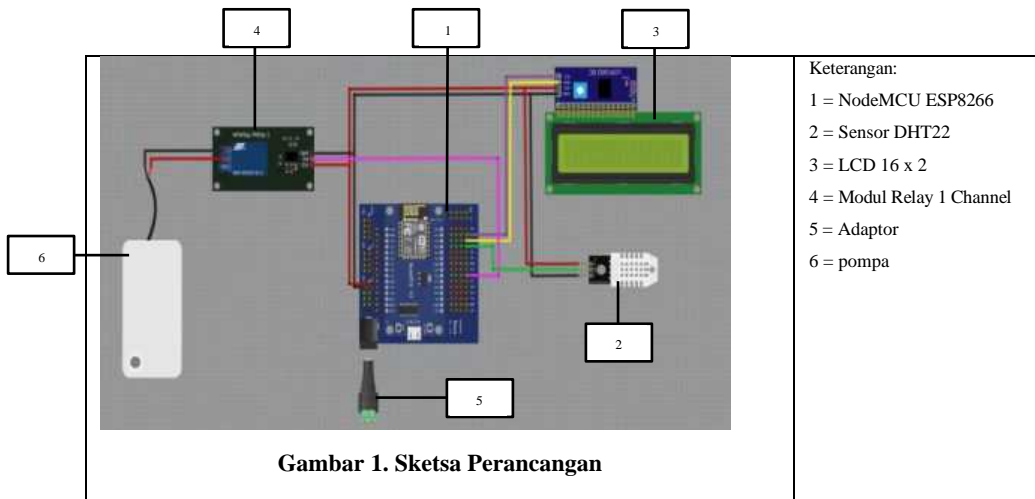 4
1
3
Keterangan:
1 = NodeMCU ESP8266
2 = Sensor DHT22
3 = LCD 16 x 2
4 = Modul Relay 1 Channel
5 = Adaptor
6 = pompa
6
2
5
Gambar 1. Sketsa Perancangan